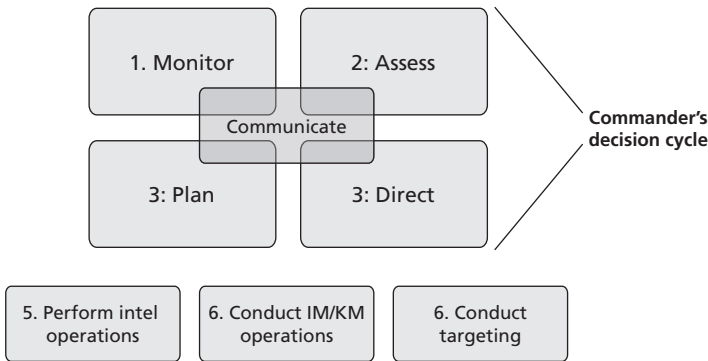 1. Monitor
2: Assess
Communicate
Commander's
decision cycle
3: Plan
3: Direct
5. Perform intel
operations
6. Conduct IM/KM
operations
6. Conduct
targeting